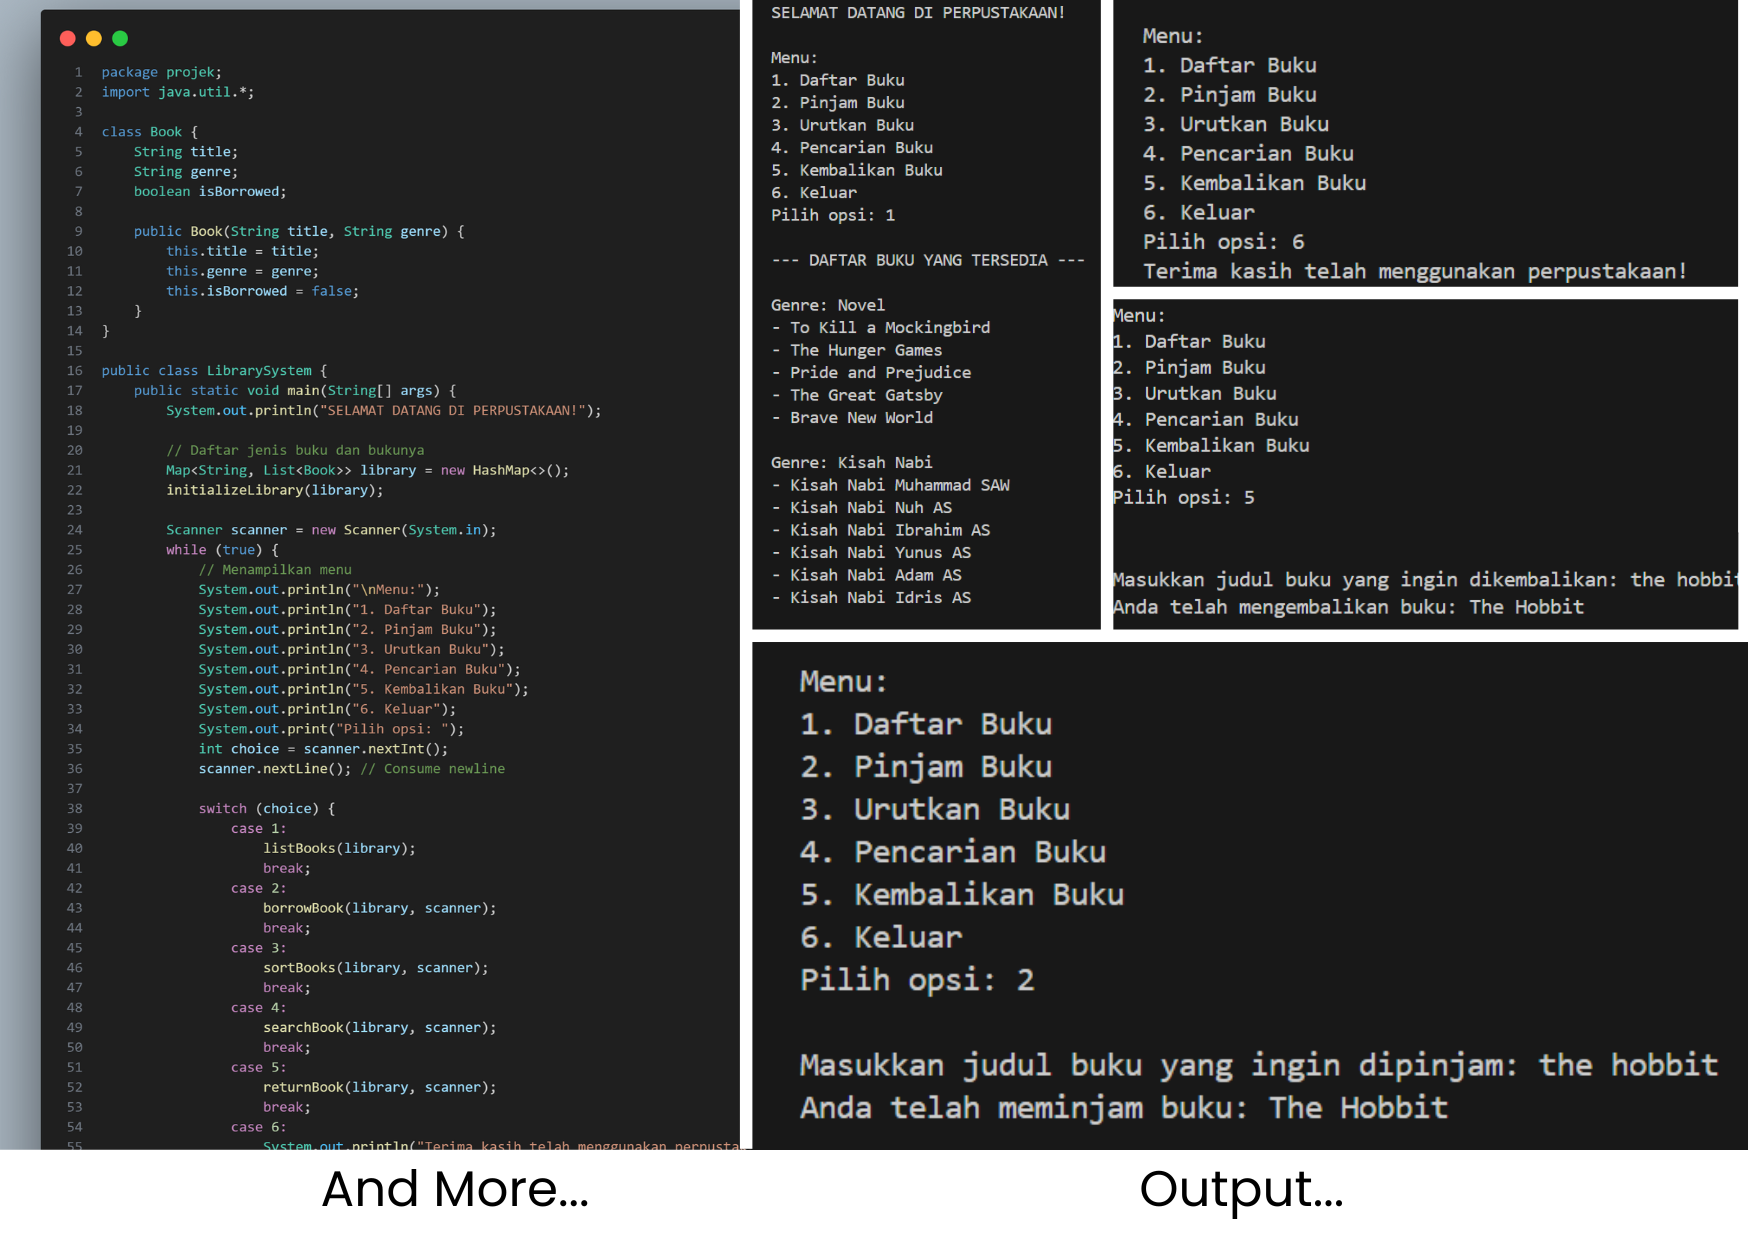 1 package projek;
2 import java.util.*;
3
4 class Book {
5     String title;
6     String genre;
7     boolean isBorrowed;
8
9     public Book(String title, String genre) {
10         this.title = title;
11         this.genre = genre;
12         this.isBorrowed = false;
13     }
14 }
15
16 public class LibrarySystem {
17     public static void main(String[] args) {
18         System.out.println("SELAMAT DATANG DI PERPUSTAKAAN!");
19
20         // Daftar jenis buku dan bukunya
21         Map<String, List<Book>> library = new HashMap<>();
22         initializeLibrary(library);
23
24         Scanner scanner = new Scanner(System.in);
25         while (true) {
26             // Menampilkan menu
27             System.out.println("\nMenu:");
28             System.out.println("1. Daftar Buku");
29             System.out.println("2. Pinjam Buku");
30             System.out.println("3. Urutkan Buku");
31             System.out.println("4. Pencarian Buku");
32             System.out.println("5. Kembalikan Buku");
33             System.out.println("6. Keluar");
34             System.out.print("Pilih opsi: ");
35             int choice = scanner.nextInt();
36             scanner.nextLine(); // Consume newline
37
38             switch (choice) {
39                 case 1:
40                     listBooks(library);
41                     break;
42                 case 2:
43                     borrowBook(library, scanner);
44                     break;
45                 case 3:
46                     sortBooks(library, scanner);
47                     break;
48                 case 4:
49                     searchBook(library, scanner);
50                     break;
51                 case 5:
52                     returnBook(library, scanner);
53                     break;
54                 case 6:
55                     System.out.println("Terima kasih telah menggunakan perpusta
And More...
SELAMAT DATANG DI PERPUSTAKAAN!
Menu:
1. Daftar Buku
2. Pinjam Buku
3. Urutkan Buku
4. Pencarian Buku
5. Kembalikan Buku
6. Keluar
Pilih opsi: 1
--- DAFTAR BUKU YANG TERSEDIA ---
Genre: Novel
- To Kill a Mockingbird
- The Hunger Games
- Pride and Prejudice
- The Great Gatsby
- Brave New World
Genre: Kisah Nabi
- Kisah Nabi Muhammad SAW
- Kisah Nabi Nuh AS
- Kisah Nabi Ibrahim AS
- Kisah Nabi Yunus AS
- Kisah Nabi Adam AS
- Kisah Nabi Idris AS
Menu:
1. Daftar Buku
2. Pinjam Buku
3. Urutkan Buku
4. Pencarian Buku
5. Kembalikan Buku
6. Keluar
Pilih opsi: 6
Terima kasih telah menggunakan perpustakaan!
Menu:
1. Daftar Buku
2. Pinjam Buku
3. Urutkan Buku
4. Pencarian Buku
5. Kembalikan Buku
6. Keluar
Pilih opsi: 5
Masukkan judul buku yang ingin dikembalikan: the hobbit
Anda telah mengembalikan buku: The Hobbit
Menu:
1. Daftar Buku
2. Pinjam Buku
3. Urutkan Buku
4. Pencarian Buku
5. Kembalikan Buku
6. Keluar
Pilih opsi: 2
Masukkan judul buku yang ingin dipinjam: the hobbit
Anda telah meminjam buku: The Hobbit
Output...